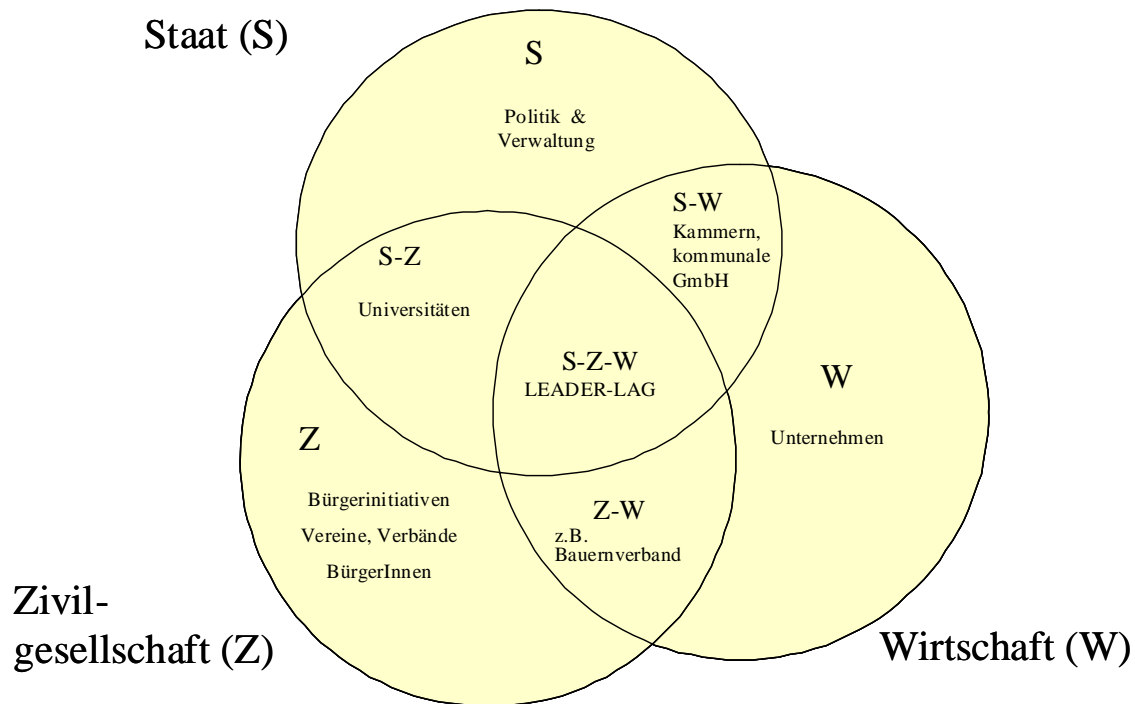 Staat (S)
S
Politik &
Verwaltung
S-W
Kammern,
kommunale
GmbH
S-Z
Universitäten
S-Z-W
LEADER-LAG
W
Unternehmen
Z
Bürgerinitiativen
Vereine, Verbände
BürgerInnen
Z-W
z.B.
Bauernverband
Zivil-
gesellschaft (Z)
Wirtschaft (W)